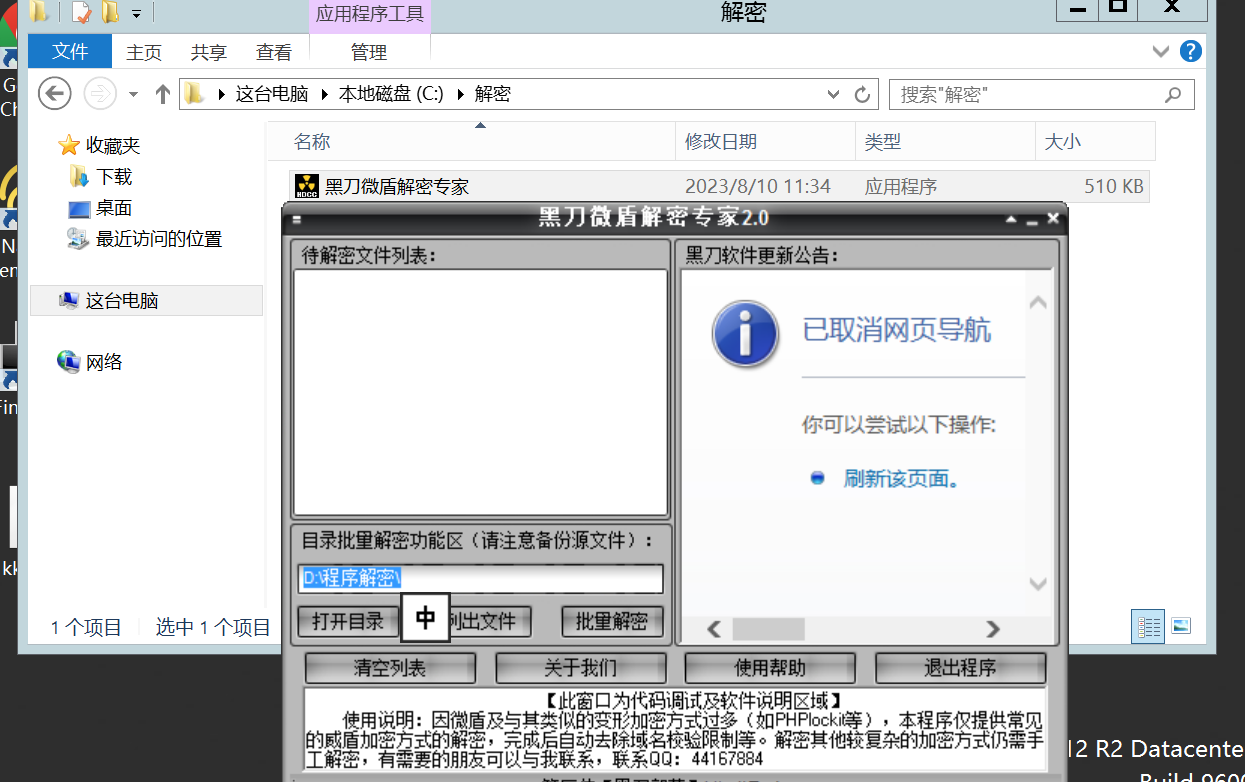 应用程序工具
解密
文件
主页
共享
查看
管理
这台电脑
本地磁盘 (C:)
解密
搜索"解密"
收藏夹
下载
桌面
最近访问的位置
这台电脑
网络
名称
修改日期
类型
大小
黑刀微盾解密专家
2023/8/10 11:34
应用程序
510 KB
黑刀微盾解密专家2.0
待解密文件列表：
黑刀软件更新公告：
已取消网页导航
你可以尝试以下操作:
刷新该页面。
目录批量解密功能区（请注意备份源文件）：
D:\程序解密\
打开目录
中
列出文件
批量解密
1 个项目
选中 1 个项目
清空列表
关于我们
使用帮助
退出程序
【此窗口为代码调试及软件说明区域】
使用说明：因微盾及与其类似的变形加密方式过多（如PHPlockit等），本程序仅提供常见
的威盾加密方式的解密，完成后自动去除域名校验限制等。解密其他较复杂的加密方式仍需手
工解密，有需要的朋友可以与我联系，联系QQ：44167884
12 R2 Datacente